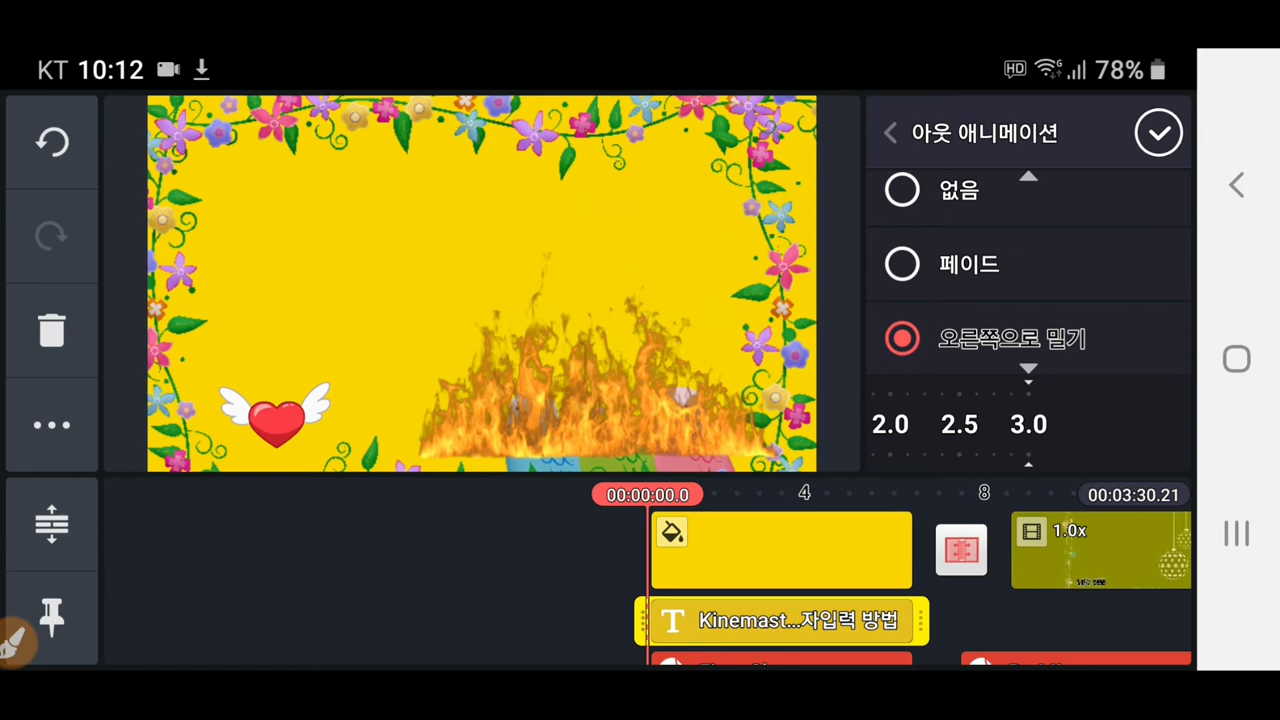 KT 10:12
HD 78%
아웃 애니메이션
없음
페이드
오른쪽으로 밀기
2.0 2.5 3.0
00:00:00.0 4 8 00:03:30.21
1.0x
T Kinemast...자입력 방법